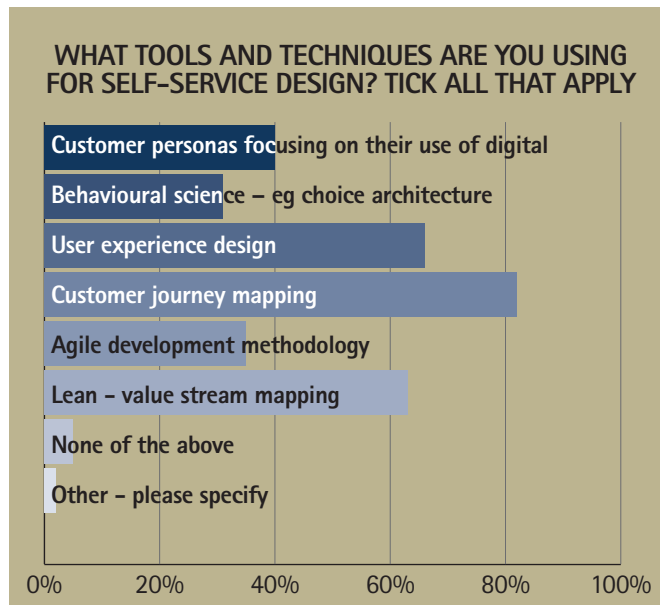 WHAT TOOLS AND TECHNIQUES ARE YOU USING
FOR SELF-SERVICE DESIGN? TICK ALL THAT APPLY
Customer personas focusing on their use of digital
Behavioural science – eg choice architecture
User experience design
Customer journey mapping
Agile development methodology
Lean - value stream mapping
None of the above
Other - please specify
0% 20% 40% 60% 80% 100%